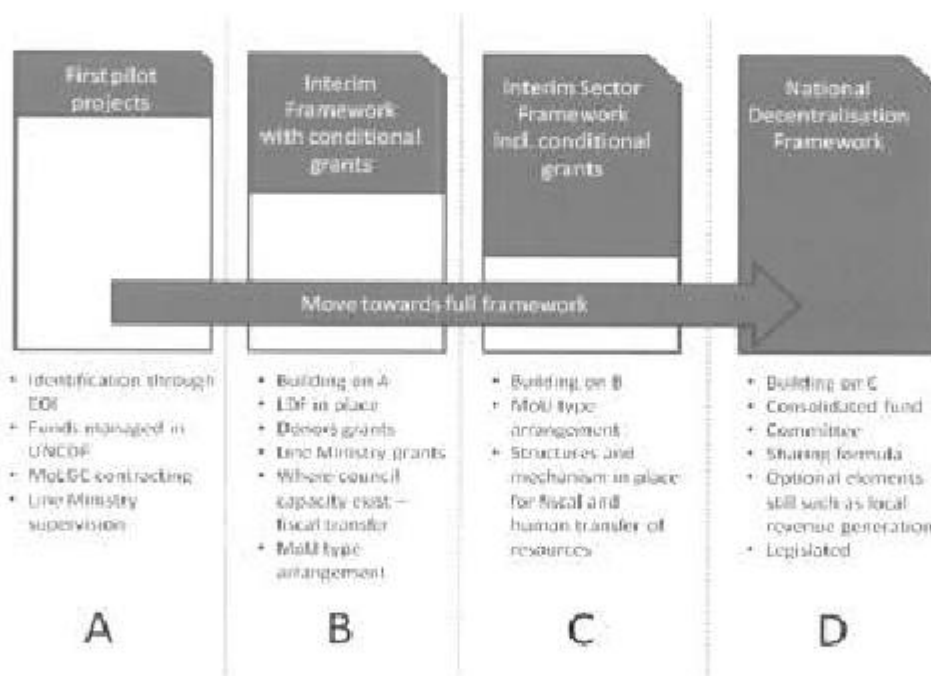 First pilot
projects
Interim
Framework
with conditional
grants
Interim Sector
Framework
incl. conditional
grants
National
Decentralisation
Framework
Move towards full framework
• Identification through
EOI
• Funds managed in
UNCDF
• MoLGC contracting
• Line Ministry
supervision
• Building on A
• LDF in place
• Donors grants
• Line Ministry grants
• Where council
capacity exist –
fiscal transfer
• MoU type
arrangement
• Building on B
• MoU type
arrangement
• Structures and
mechanism in place
for fiscal and
human transfer of
resources
• Building on C
• Consolidated fund
• Committee
• Sharing formula
• Optional elements
still such as local
revenue generation
• Legislated
A
B
C
D